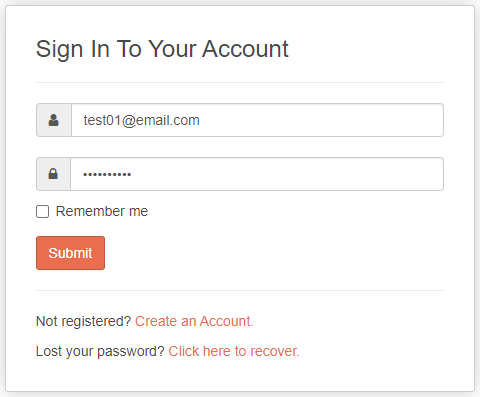 Sign In To Your Account
test01@email.com
••••••••••
Remember me
Submit
Not registered? Create an Account.
Lost your password? Click here to recover.